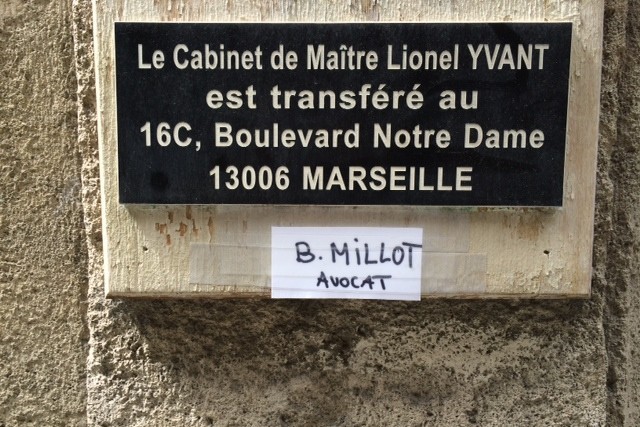 Le Cabinet de Maître Lionel YVANT
est transféré au
16C, Boulevard Notre Dame
13006 MARSEILLE
B. MiLLOT
AVOCAT